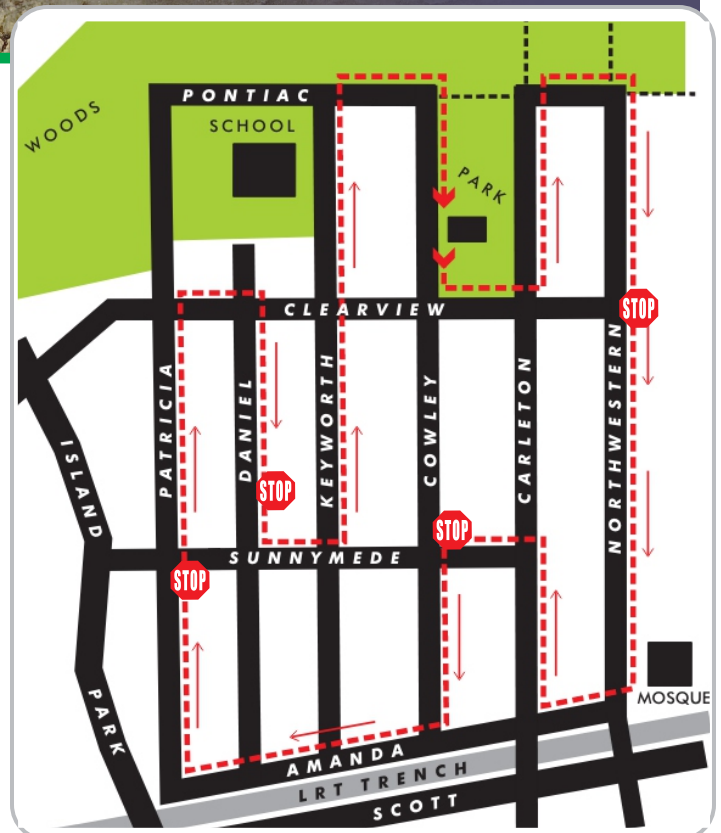 PONTIAC
WOODS
SCHOOL
PARK
CLEARVIEW
STOP
PATRICIA
DANIEL
KEYWORTH
COWLEY
CARLETON
NORTHWESTERN
ISLAND
PARK
STOP
STOP
SUNNYMEDE
STOP
MOSQUE
AMANDA
LRT TRENCH
SCOTT